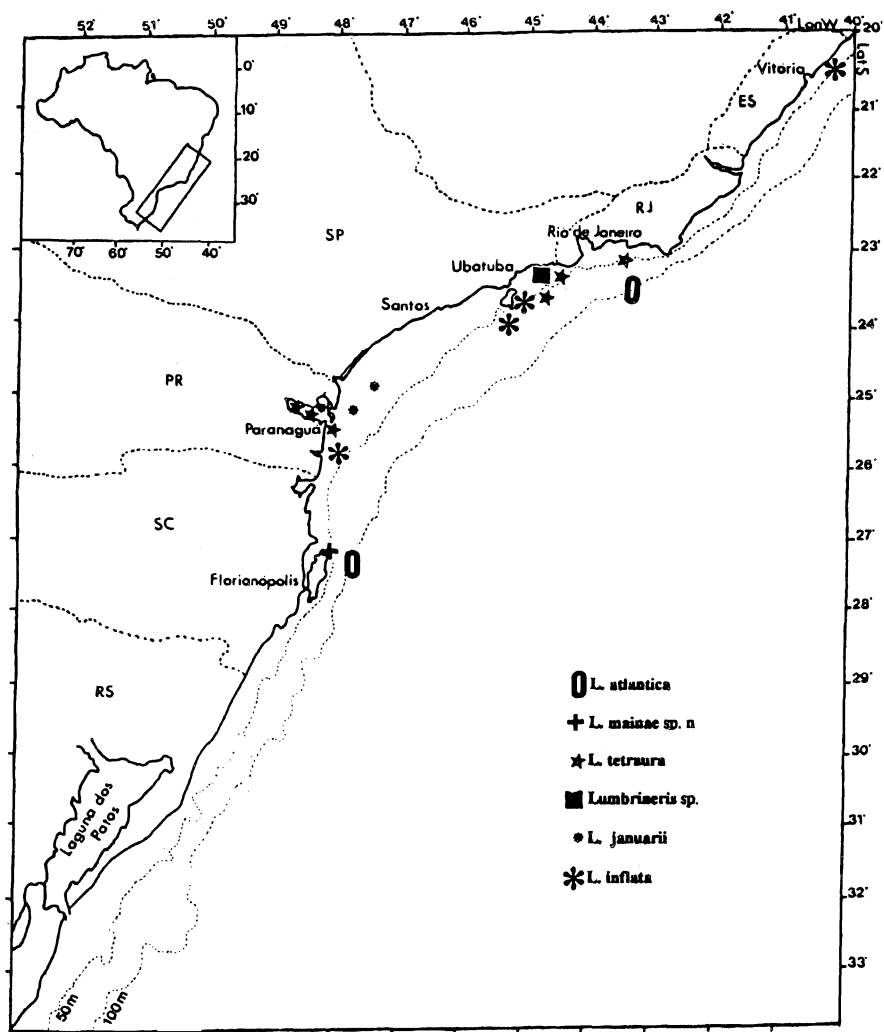 52° 51° 50° 49° 48° 47° 46° 45° 44° 43° 42° 41° 40°
LonW
20°
Lat S
0°
10°
20°
30°
70° 60° 50° 40°
Vitória
ES
21°
22°
RJ
Rio de Janeiro
SP
23°
Ubatuba
Santos
24°
PR
25°
Paranaguá
26°
SC
27°
Florianópolis
28°
RS
29°
L. atlantica
L. mainae sp. n
30°
L. tetraura
Lumbrineris sp.
31°
Laguna dos
Patos
L. januarii
L. inflata
32°
33°
50m
100m